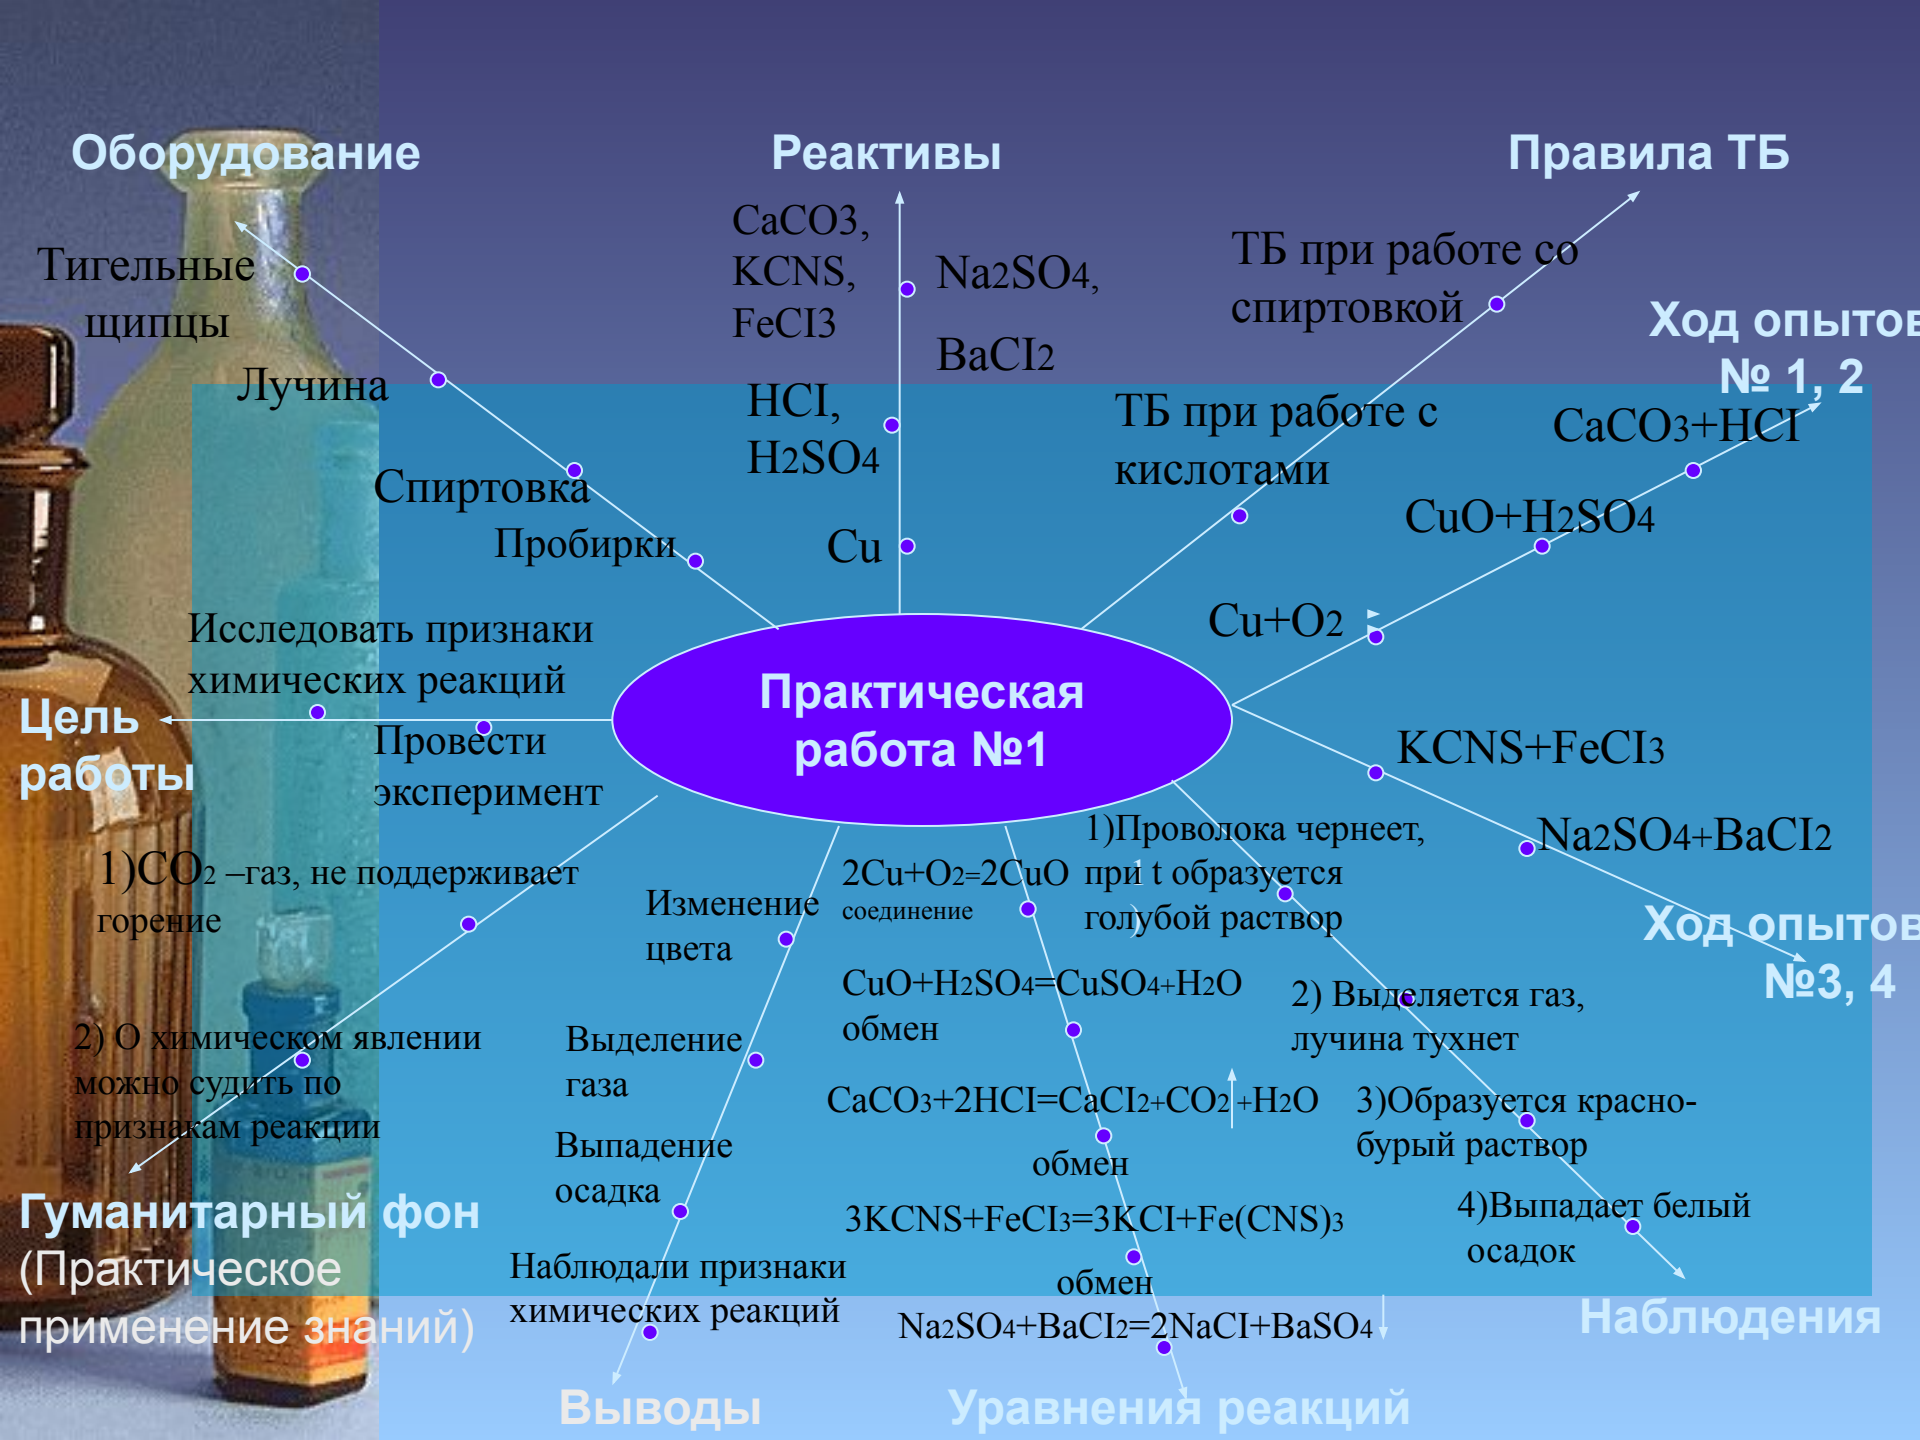 Оборудование
Реактивы
Правила ТБ
Тигельные
щипцы
Лучина
Спиртовка
Пробирки
CaCO3,
KCNS,
FeCI3
Na2SO4,
BaCI2
HCI,
H2SO4
Cu
ТБ при работе со
спиртовкой
ТБ при работе с
кислотами
Ход опытов
№ 1, 2
CaCO3+HCI
CuO+H2SO4
Cu+O2
Исследовать признаки
химических реакций
Цель
работы
Провести
эксперимент
Практическая
работа №1
KCNS+FeCI3
Na2SO4+BaCI2
Ход опытов
№3, 4
1)CO2 –газ, не поддерживает
горение
2) О химическом явлении
можно судить по
признакам реакции
Гуманитарный фон
(Практическое
применение знаний)
Изменение
цвета
Выделение
газа
Выпадение
осадка
Наблюдали признаки
химических реакций
Выводы
2Cu+O2=2CuO
соединение
CuO+H2SO4=CuSO4+H2O
обмен
CaCO3+2HCI=CaCI2+CO2 +H2O
обмен
3KCNS+FeCI3=3KCI+Fe(CNS)3
обмен
Na2SO4+BaCI2=2NaCI+BaSO4
Уравнения реакций
1)Проволока чернеет,
при t образуется
голубой раствор
1
)
2) Выделяется газ,
лучина тухнет
3)Образуется красно-
бурый раствор
4)Выпадает белый
осадок
Наблюдения